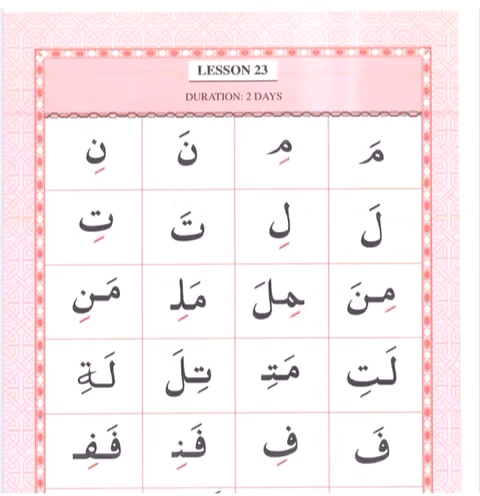 LESSON 23
DURATION: 2 DAYS
مَ مِ نَ نِ
لَ لِ تَ تِ
مِنَ مِلَ مَلِ مَنِ
لَتِ مَتِ تِلَ لَةِ
فَ فِ فَنِ فَفِ